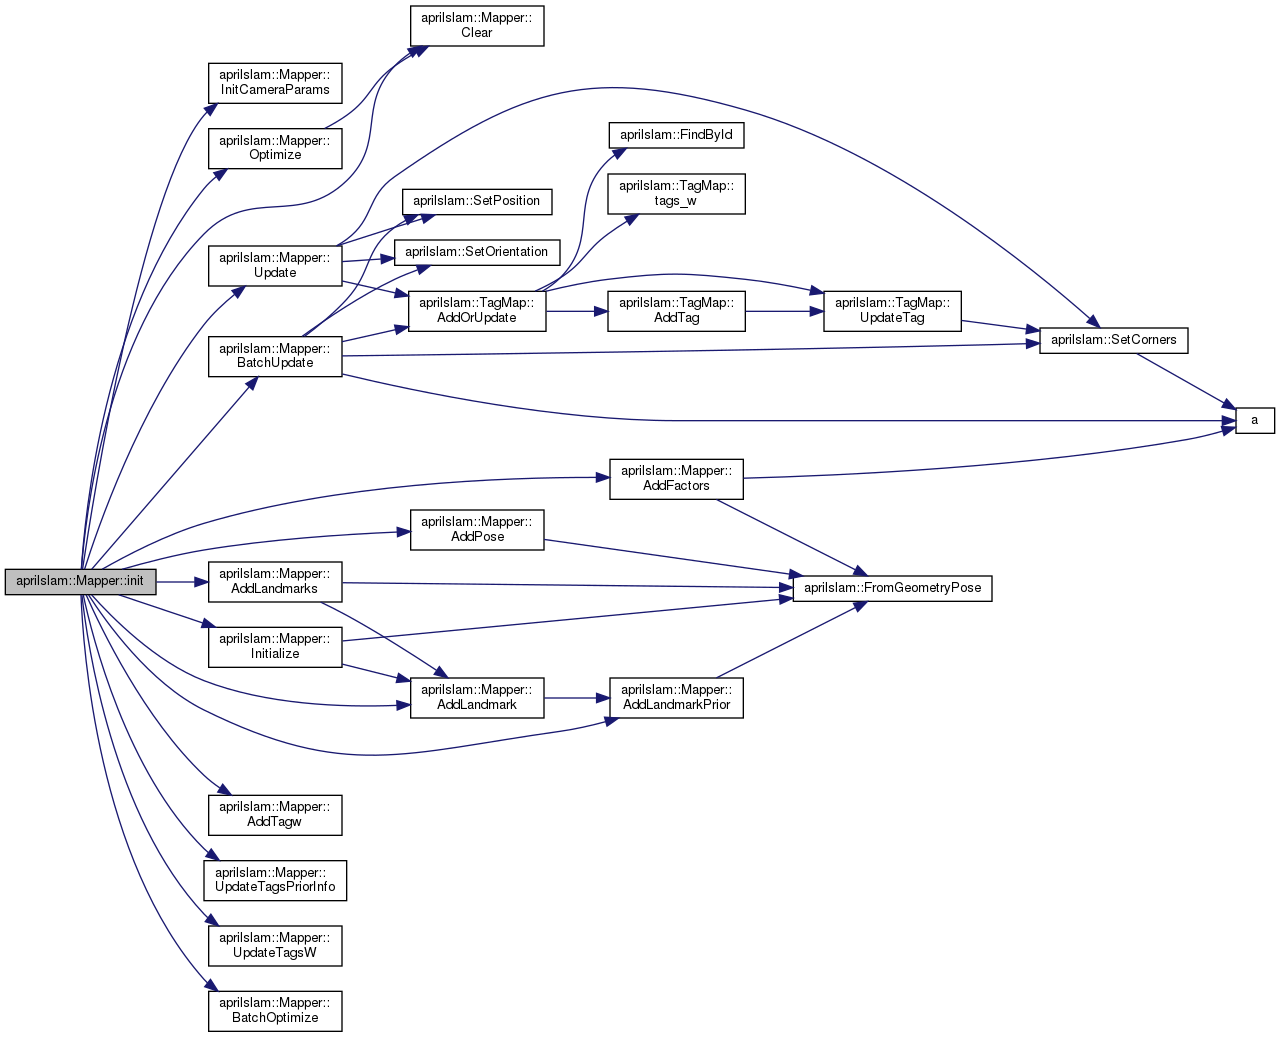 aprilslam::Mapper::
Clear
aprilslam::Mapper::
InitCameraParams
aprilslam::Mapper::
Optimize
aprilslam::FindById
aprilslam::TagMap::
tags_w
aprilslam::SetPosition
aprilslam::SetOrientation
aprilslam::Mapper::
Update
aprilslam::TagMap::
AddOrUpdate
aprilslam::TagMap::
AddTag
aprilslam::TagMap::
UpdateTag
aprilslam::SetCorners
aprilslam::Mapper::
BatchUpdate
a
aprilslam::Mapper::
AddFactors
aprilslam::Mapper::
AddPose
aprilslam::Mapper::init
aprilslam::Mapper::
AddLandmarks
aprilslam::FromGeometryPose
aprilslam::Mapper::
Initialize
aprilslam::Mapper::
AddLandmark
aprilslam::Mapper::
AddLandmarkPrior
aprilslam::Mapper::
AddTagw
aprilslam::Mapper::
UpdateTagsPriorInfo
aprilslam::Mapper::
UpdateTagsW
aprilslam::Mapper::
BatchOptimize